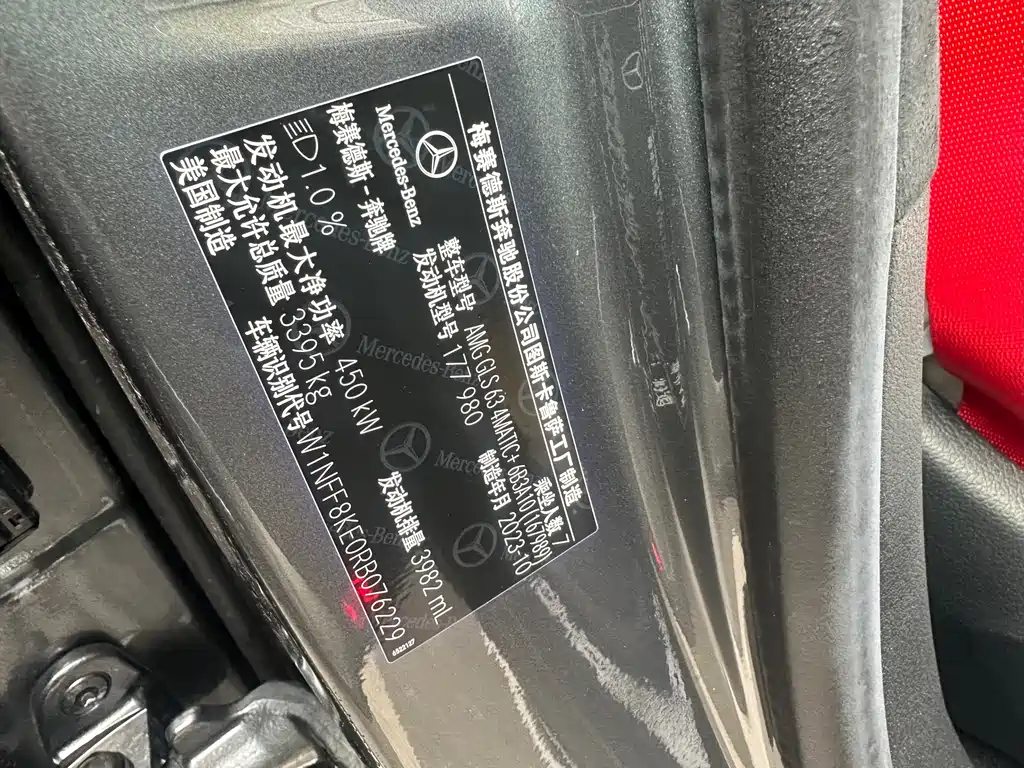 梅赛德斯奔驰股份公司图斯卡鲁萨工厂制造
Mercedes-Benz
整车型号 AMG GLS 63 4MATIC+ 6B3A10(167989)
乘坐人数 7
发动机型号 177 980
制造年月 2023-10
梅赛德斯-奔驰牌
发动机排量 3982 mL
1.0 %
发动机最大净功率 450 kW
最大允许总质量 3395 kg
美国制造
车辆识别代号 W1NFF8KE0RB076229